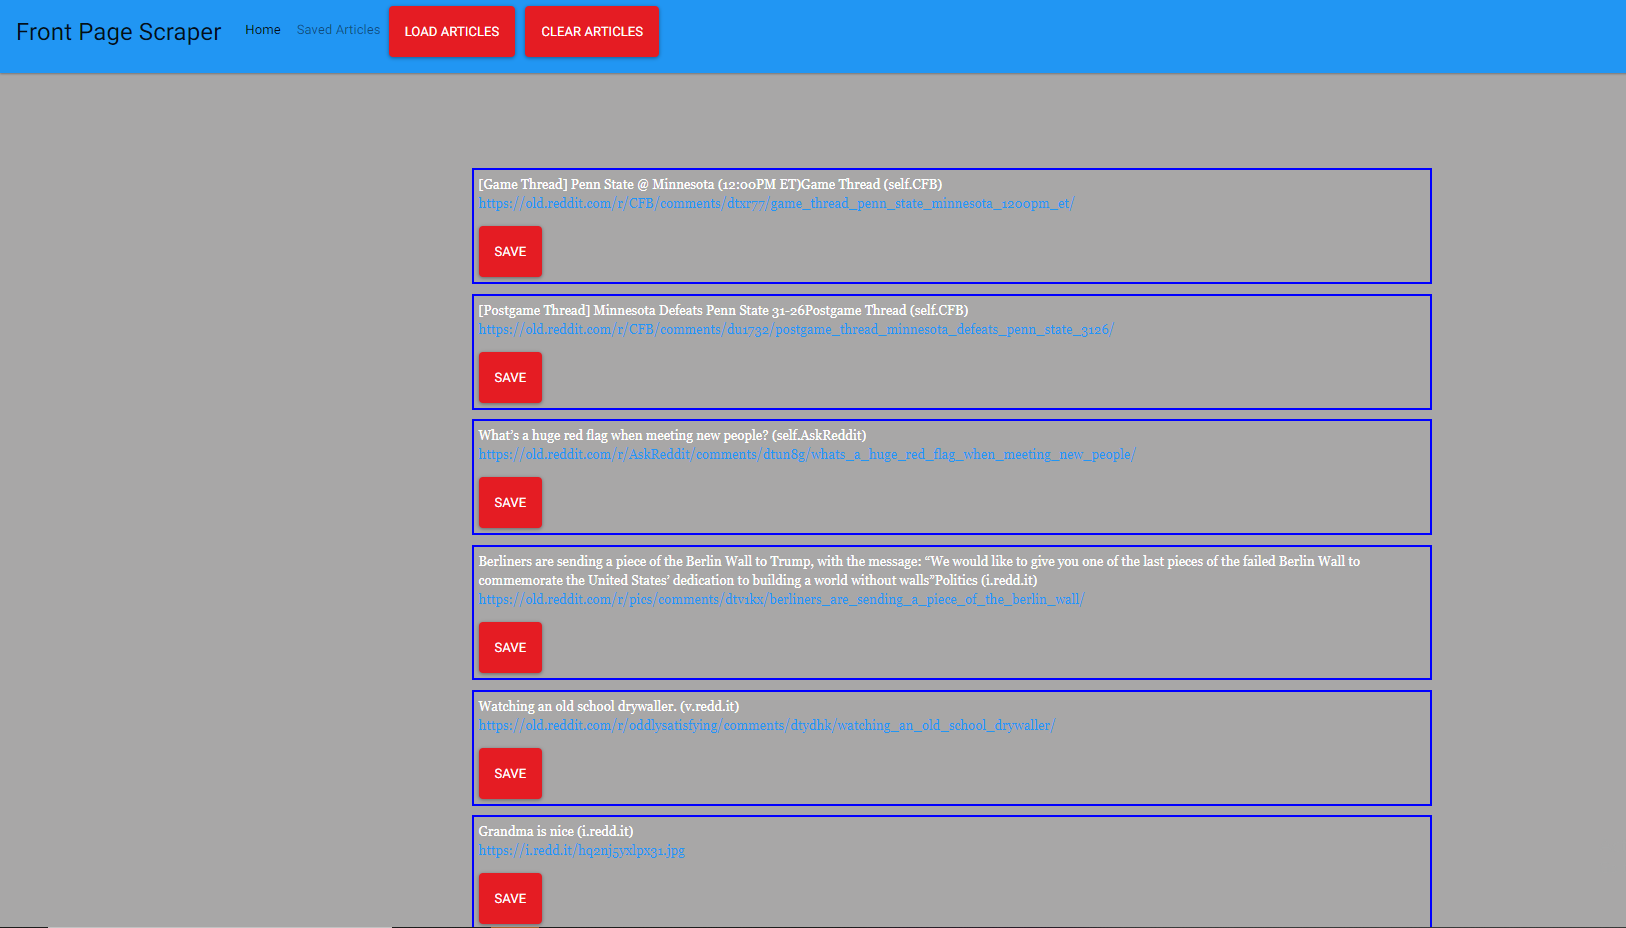 Front Page Scraper Home Saved Articles LOAD ARTICLES CLEAR ARTICLES
[Game Thread] Penn State @ Minnesota (12:00PM ET)Game Thread (self.CFB)
https://old.reddit.com/r/CFB/comments/dtxr77/game_thread_penn_state_minnesota_1200pm_et/
SAVE
[Postgame Thread] Minnesota Defeats Penn State 31-26Postgame Thread (self.CFB)
https://old.reddit.com/r/CFB/comments/du1732/postgame_thread_minnesota_defeats_penn_state_3126/
SAVE
What’s a huge red flag when meeting new people? (self.AskReddit)
https://old.reddit.com/r/AskReddit/comments/dtun8g/whats_a_huge_red_flag_when_meeting_new_people/
SAVE
Berliners are sending a piece of the Berlin Wall to Trump, with the message: “We would like to give you one of the last pieces of the failed Berlin Wall to
commemorate the United States’ dedication to building a world without walls”Politics (i.redd.it)
https://old.reddit.com/r/pics/comments/dtv1kx/berliners_are_sending_a_piece_of_the_berlin_wall/
SAVE
Watching an old school drywaller. (v.redd.it)
https://old.reddit.com/r/oddlysatisfying/comments/dtydhk/watching_an_old_school_drywaller/
SAVE
Grandma is nice (i.redd.it)
https://i.redd.it/hq2nj5yxlpx31.jpg
SAVE